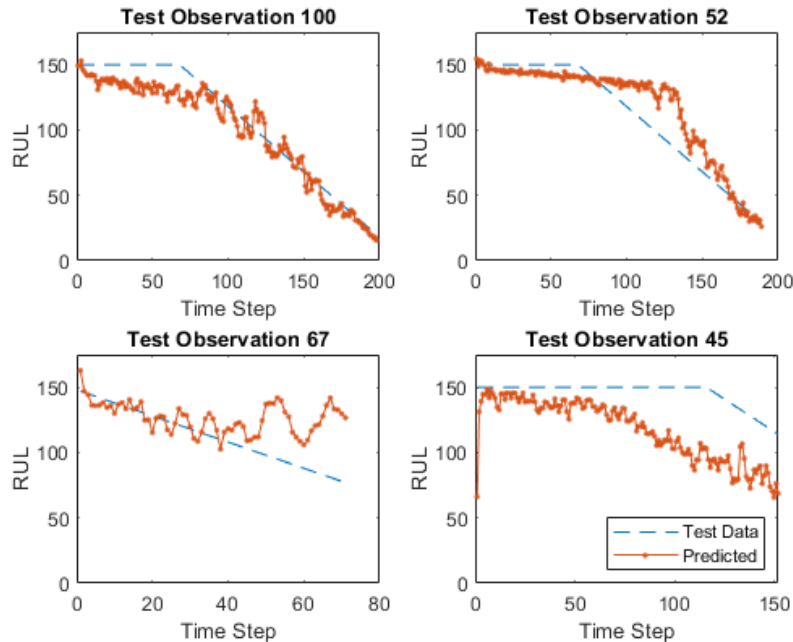 Test Observation 100
150
100
50
0
RUL
0 50 100 150 200
Time Step
Test Observation 52
150
100
50
0
RUL
0 50 100 150 200
Time Step
Test Observation 67
150
100
50
0
RUL
0 20 40 60 80
Time Step
Test Observation 45
150
100
50
0
RUL
Test Data
Predicted
0 50 100 150
Time Step